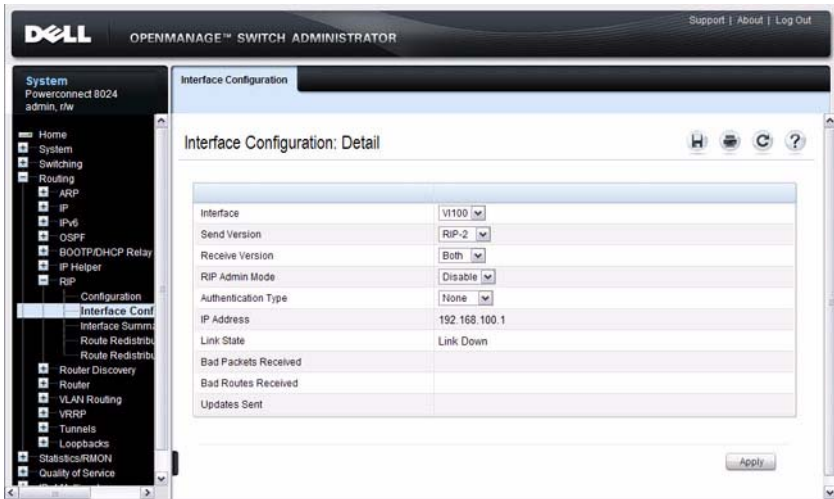 Support | About | Log Out
DELL
OPENMANAGE™ SWITCH ADMINISTRATOR
System
Powerconnect 8024
admin, r/w
Interface Configuration
Home
System
Switching
Routing
ARP
IP
IPv6
OSPF
BOOTP/DHCP Relay
IP Helper
RIP
Configuration
Interface Conf
Interface Summa
Route Redistribu
Route Redistribu
Router Discovery
Router
VLAN Routing
VRRP
Tunnels
Loopbacks
Statistics/RMON
Quality of Service
Interface Configuration: Detail
?
Interface Vl100
Send Version RIP-2
Receive Version Both
RIP Admin Mode Disable
Authentication Type None
IP Address 192.168.100.1
Link State Link Down
Bad Packets Received
Bad Routes Received
Updates Sent
Apply